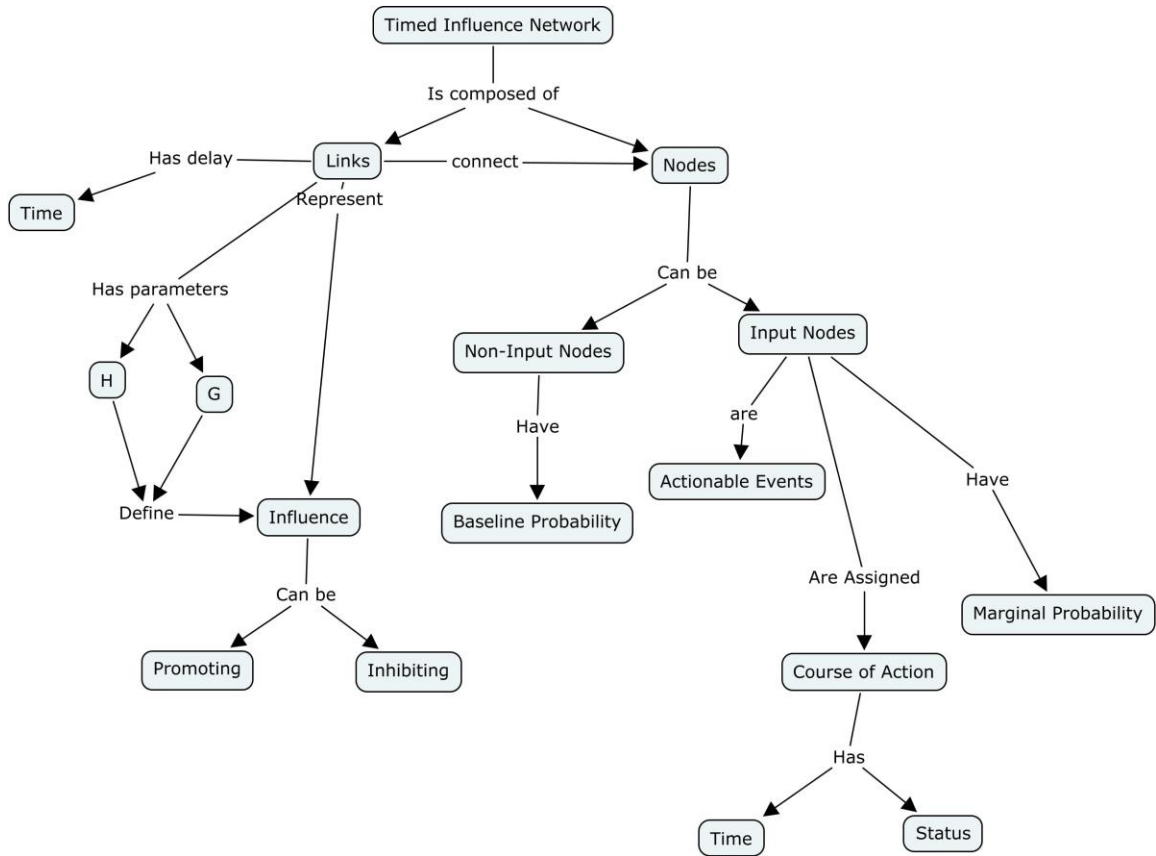 Timed Influence Network
Is composed of
Has delay
Links
connect
Nodes
Time
Represent
Can be
Has parameters
Non-Input Nodes
Input Nodes
H
G
are
Have
Actionable Events
Have
Define
Influence
Baseline Probability
Are Assigned
Can be
Marginal Probability
Promoting
Inhibiting
Course of Action
Has
Time
Status